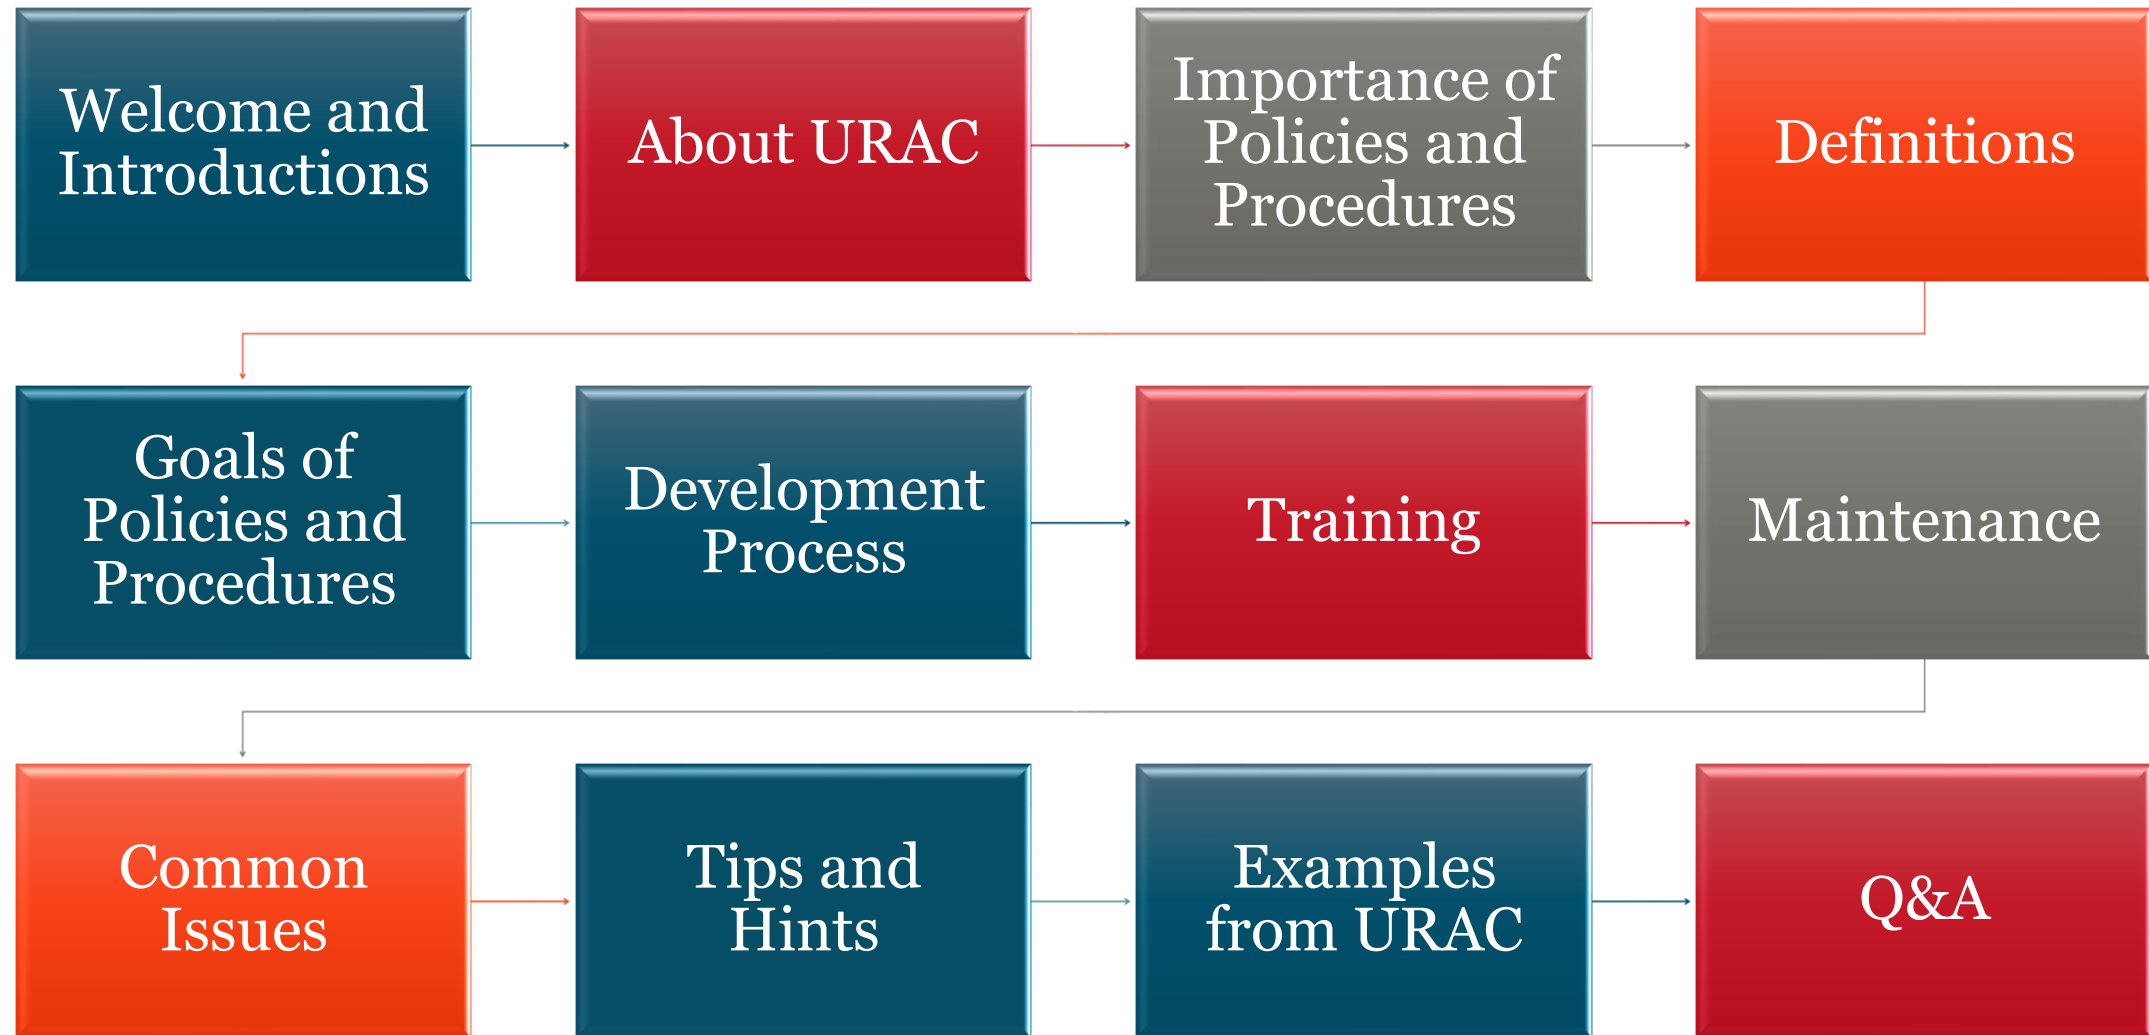 Welcome and
Introductions
About URAC
Importance of
Policies and
Procedures
Definitions
Goals of
Policies and
Procedures
Development
Process
Training
Maintenance
Common
Issues
Tips and
Hints
Examples
from URAC
Q&A